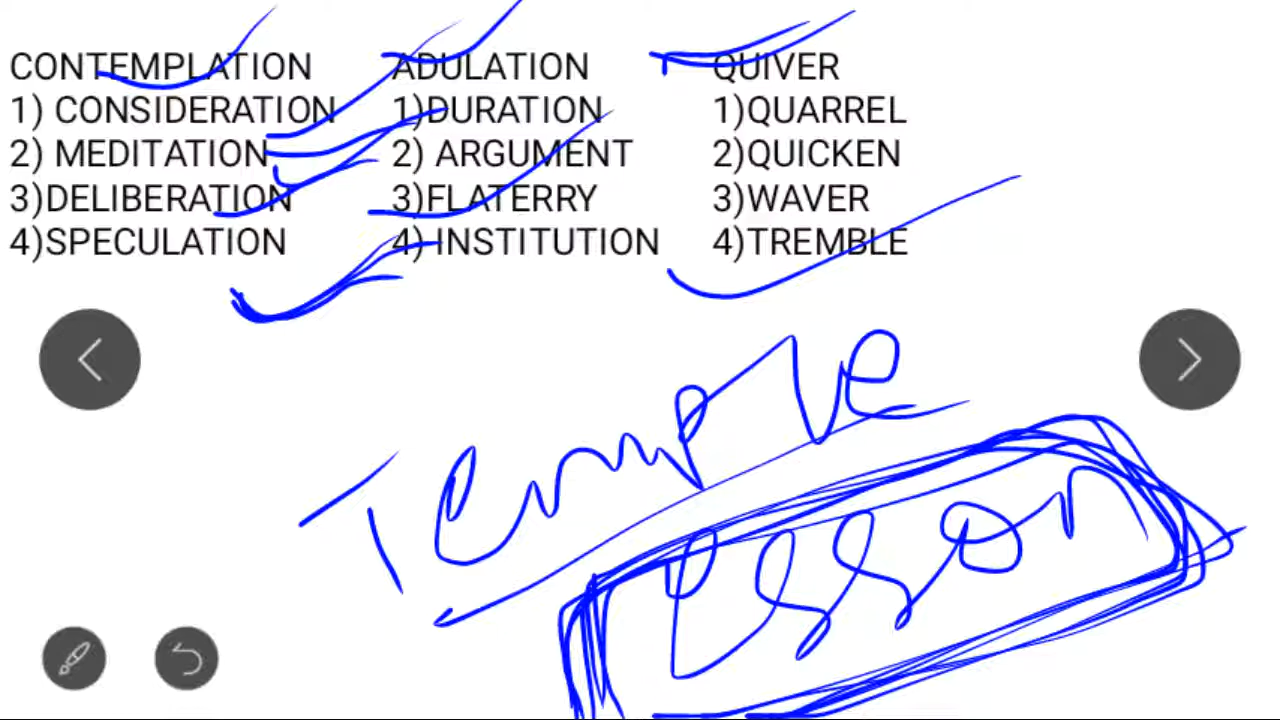 CONTEMPLATION
1) CONSIDERATION
2) MEDITATION
3)DELIBERATION
4)SPECULATION
ADULATION
1)DURATION
2) ARGUMENT
3)FLATERRY
4) INSTITUTION
QUIVER
1)QUARREL
2)QUICKEN
3)WAVER
4)TREMBLE
Temple